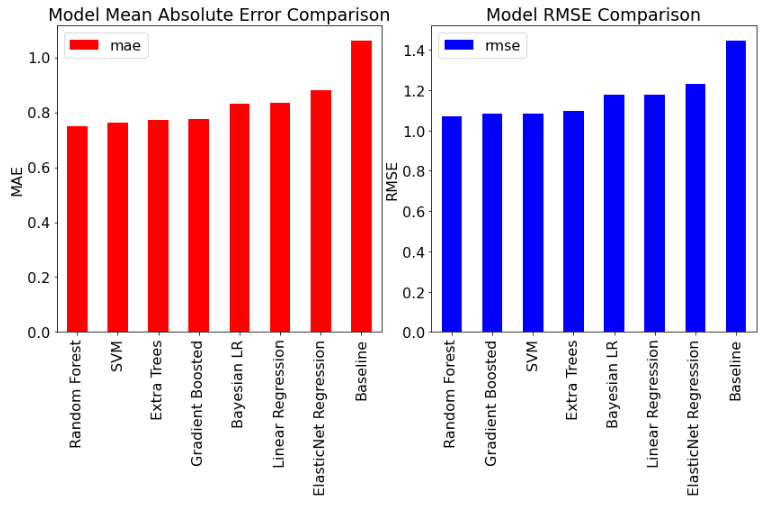 Model Mean Absolute Error Comparison
mae
MAE
1.0
0.8
0.6
0.4
0.2
0.0
Random Forest
SVM
Extra Trees
Gradient Boosted
Bayesian LR
Linear Regression
ElasticNet Regression
Baseline
Model RMSE Comparison
rmse
RMSE
1.4
1.2
1.0
0.8
0.6
0.4
0.2
0.0
Random Forest
Gradient Boosted
SVM
Extra Trees
Bayesian LR
Linear Regression
ElasticNet Regression
Baseline